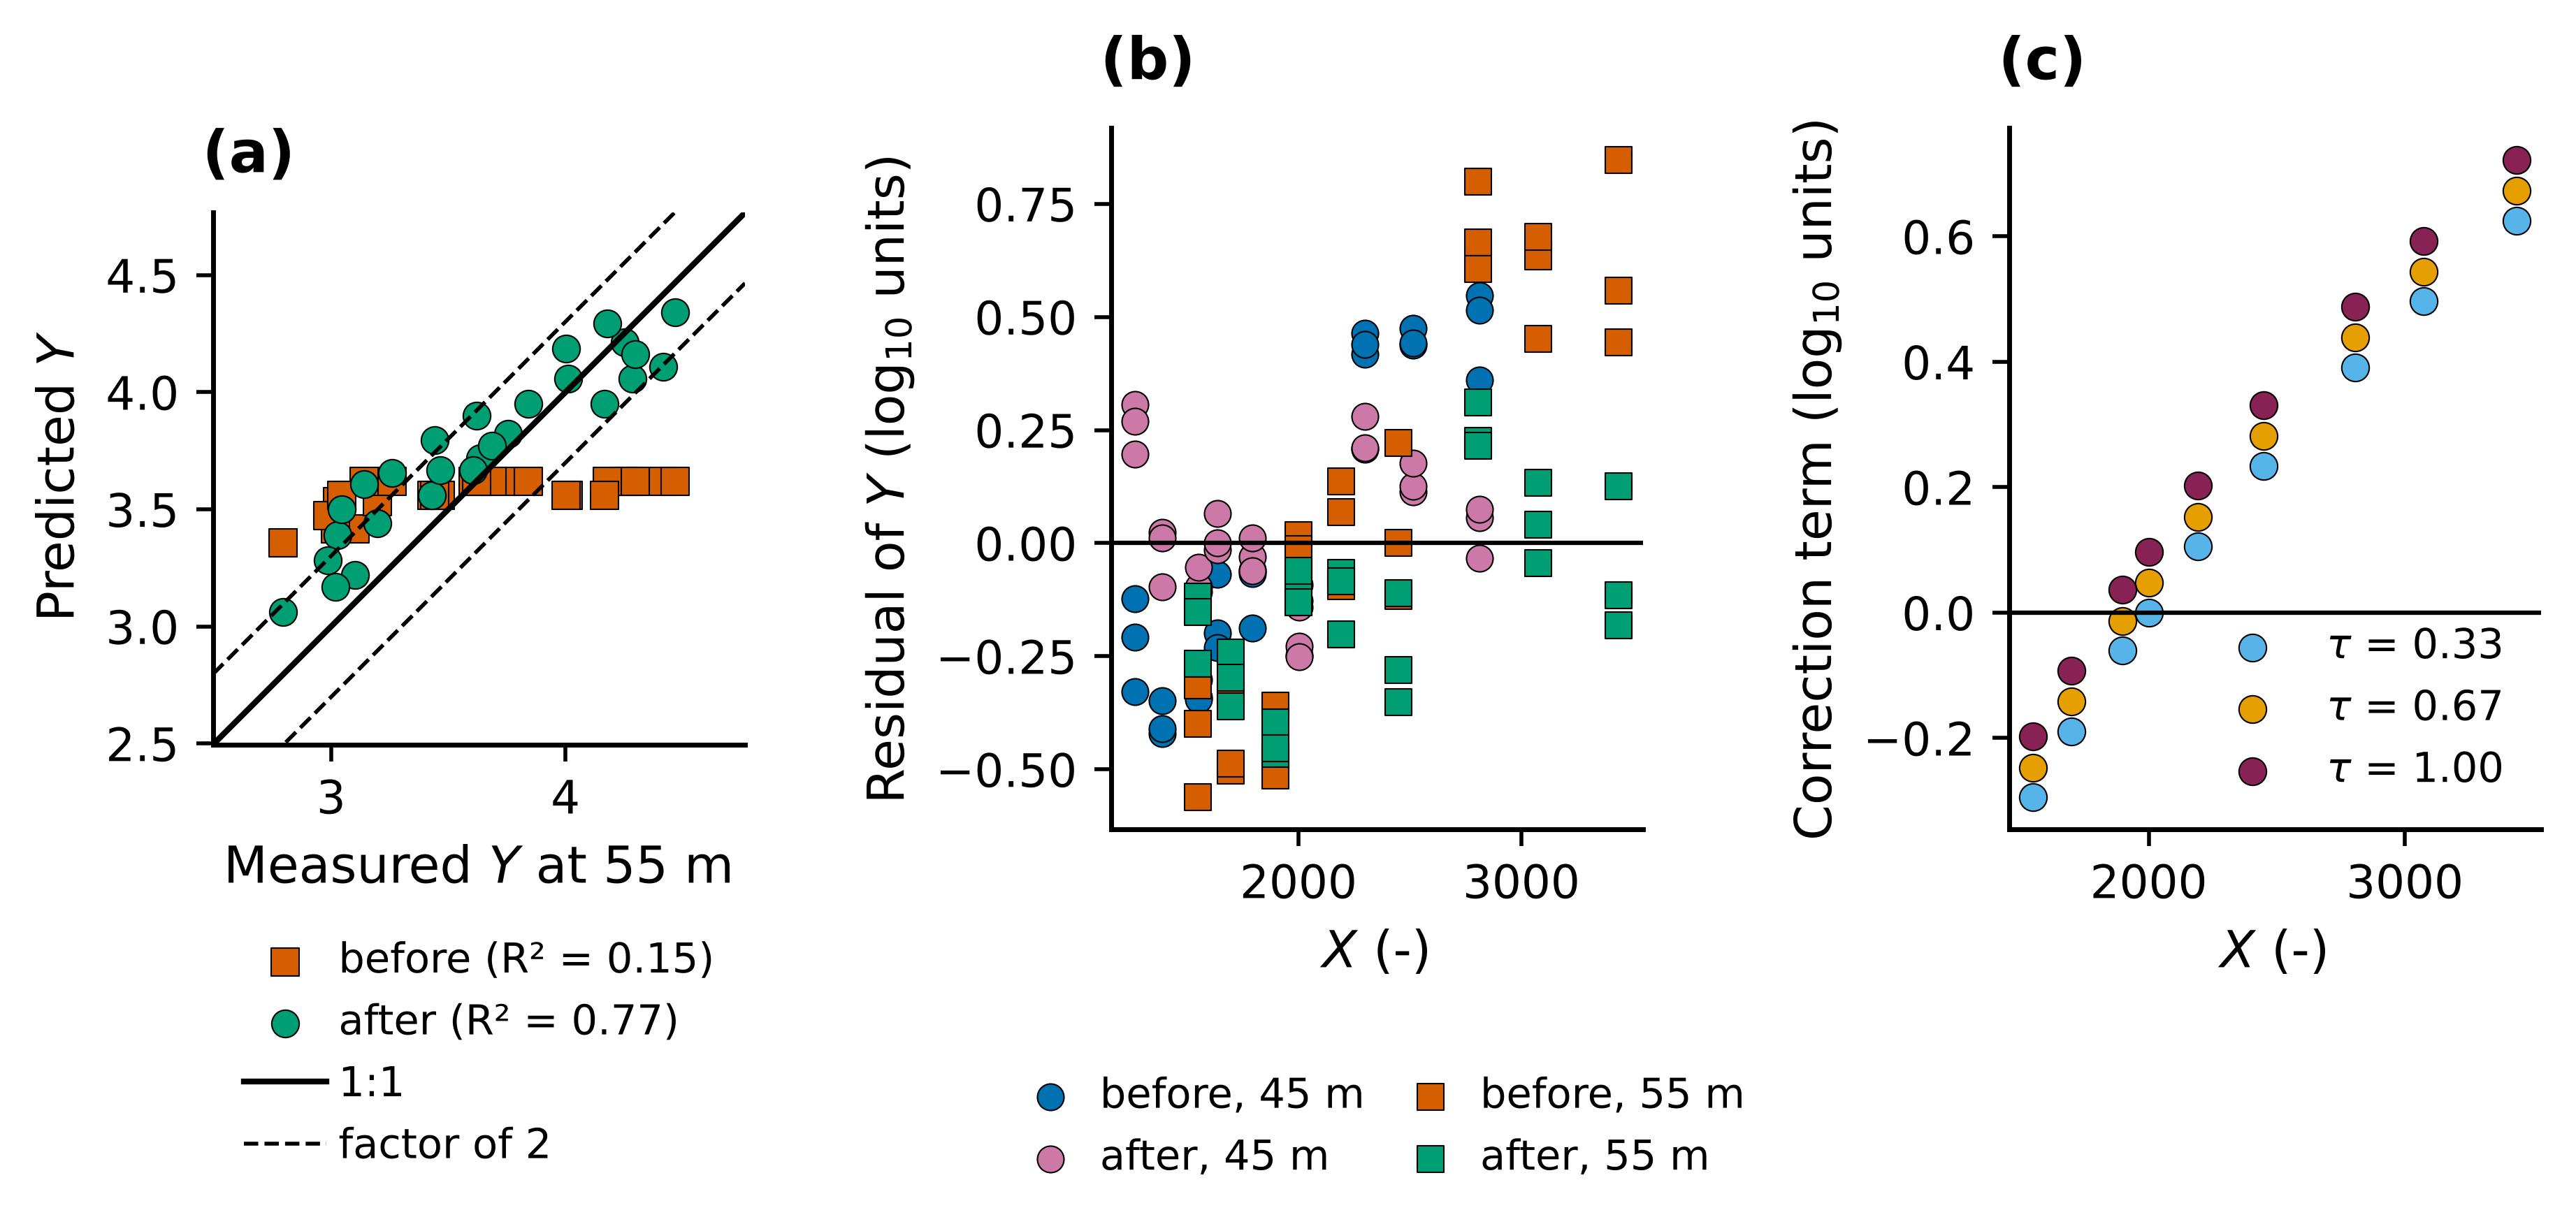 (a)
4.5
4.0
3.5
3.0
2.5
3 4
Predicted Y
Measured Y at 55 m
before (R² = 0.15)
after (R² = 0.77)
1:1
factor of 2
(b)
0.75
0.50
0.25
0.00
−0.25
−0.50
2000 3000
Residual of Y (log₁₀ units)
X (-)
before, 45 m
after, 45 m
before, 55 m
after, 55 m
(c)
0.6
0.4
0.2
0.0
−0.2
2000 3000
Correction term (log₁₀ units)
X (-)
τ = 0.33
τ = 0.67
τ = 1.00